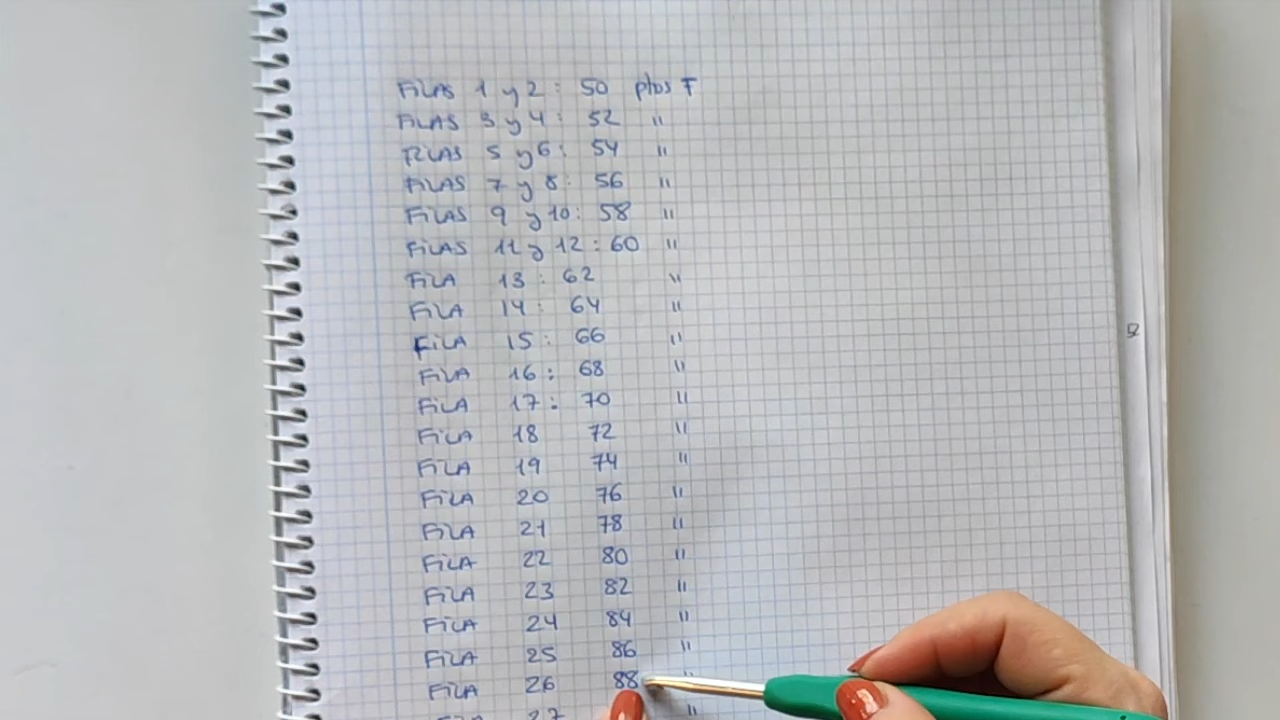 FILAS 1 y 2 : 50 ptos F
FILAS 3 y 4 : 52 "
FILAS 5 y 6 : 54 "
FILAS 7 y 8 : 56 "
FILAS 9 y 10 : 58 "
FILAS 11 y 12 : 60 "
FILA 13 : 62 "
FILA 14 : 64 "
FILA 15 : 66 "
FILA 16 : 68 "
FILA 17 : 70 "
FILA 18 72 "
FILA 19 74 "
FILA 20 76 "
FILA 21 78 "
FILA 22 80 "
FILA 23 82 "
FILA 24 84 "
FILA 25 86 "
FILA 26 88 "
FILA 27 "